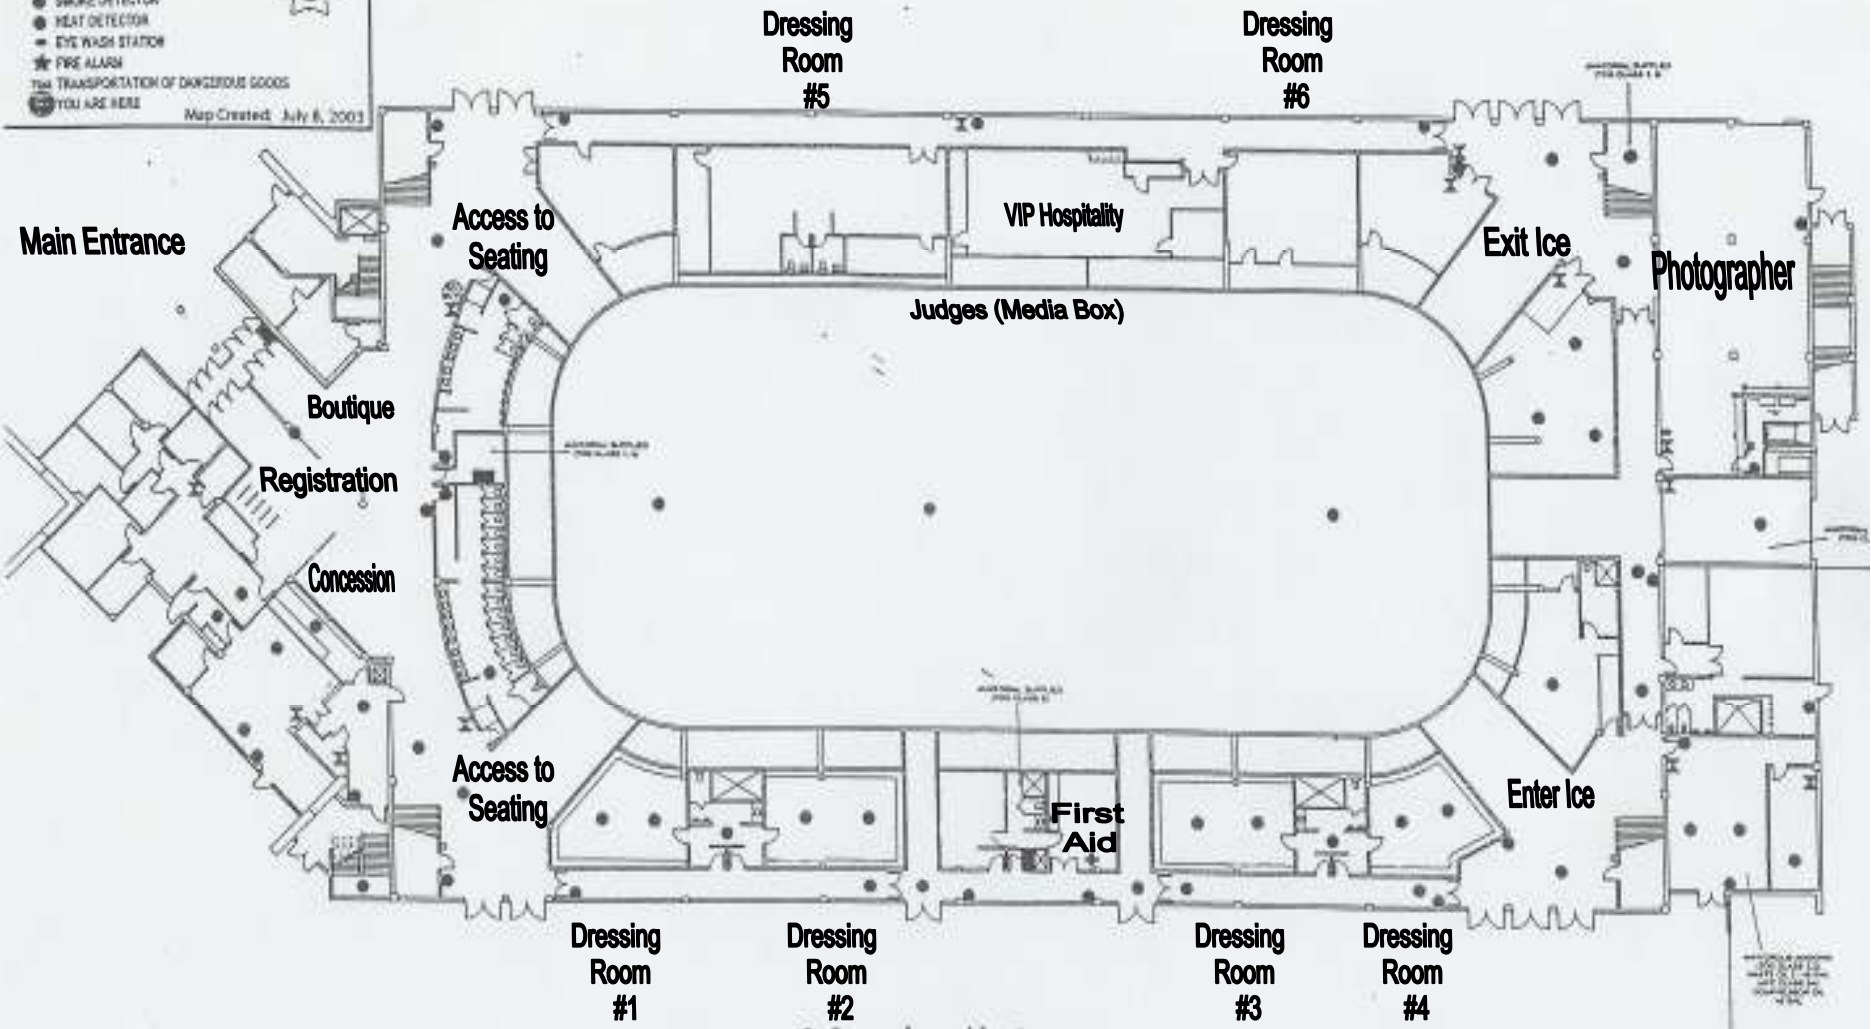 SMOKE DETECTOR
HEAT DETECTOR
EYE WASH STATION
FIRE ALARM
TDG TRANSPORTATION OF DANGEROUS GOODS
YOU ARE HERE
Map Created: July 8, 2003
Dressing
Room
#5
Dressing
Room
#6
Main Entrance
Access to
Seating
VIP Hospitality
Exit Ice
Photographer
Judges (Media Box)
Boutique
Registration
Concession
Access to
Seating
First
Aid
Enter Ice
Dressing
Room
#1
Dressing
Room
#2
Dressing
Room
#3
Dressing
Room
#4